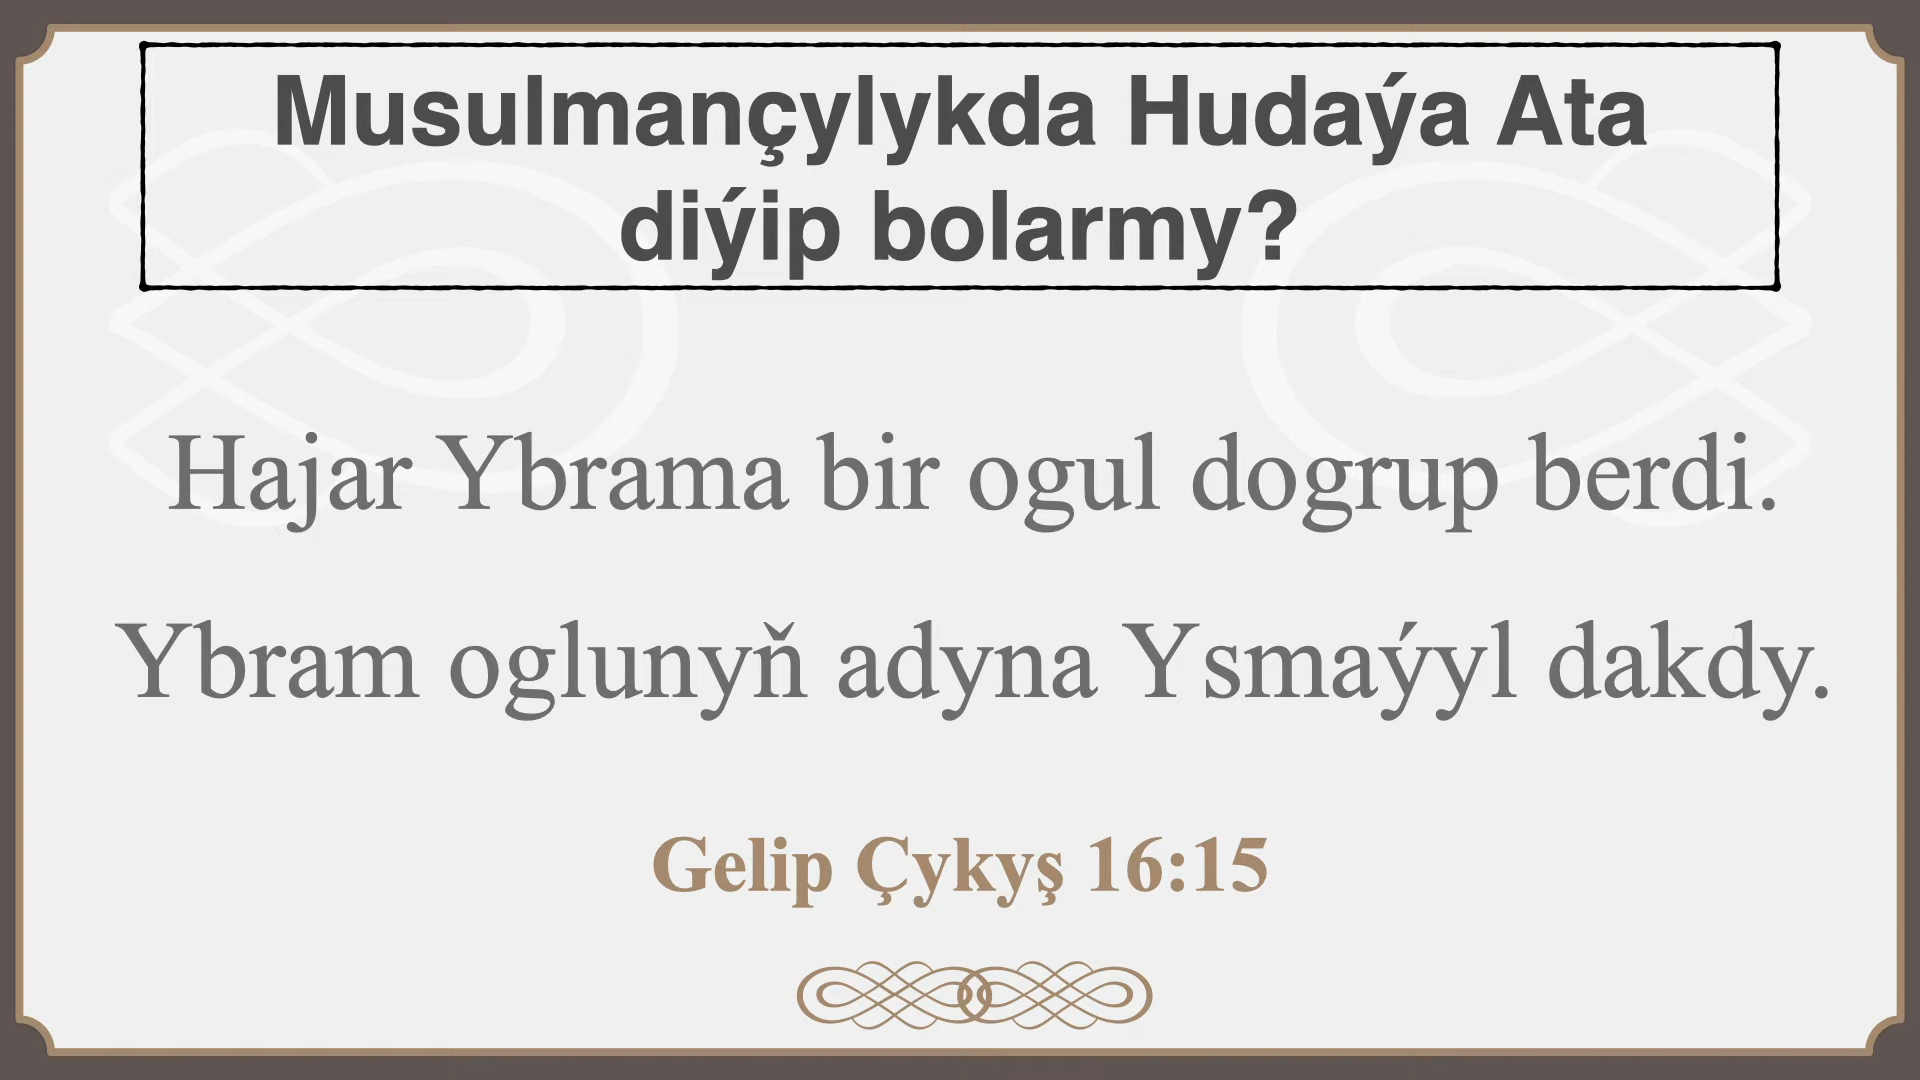 Musulmançylykda Hudaýa Ata
diýip bolarmy?
Hajar Ybrama bir ogul dogrup berdi.
Ybram oglunyň adyna Ysmaýyl dakdy.
Gelip Çykyş 16:15